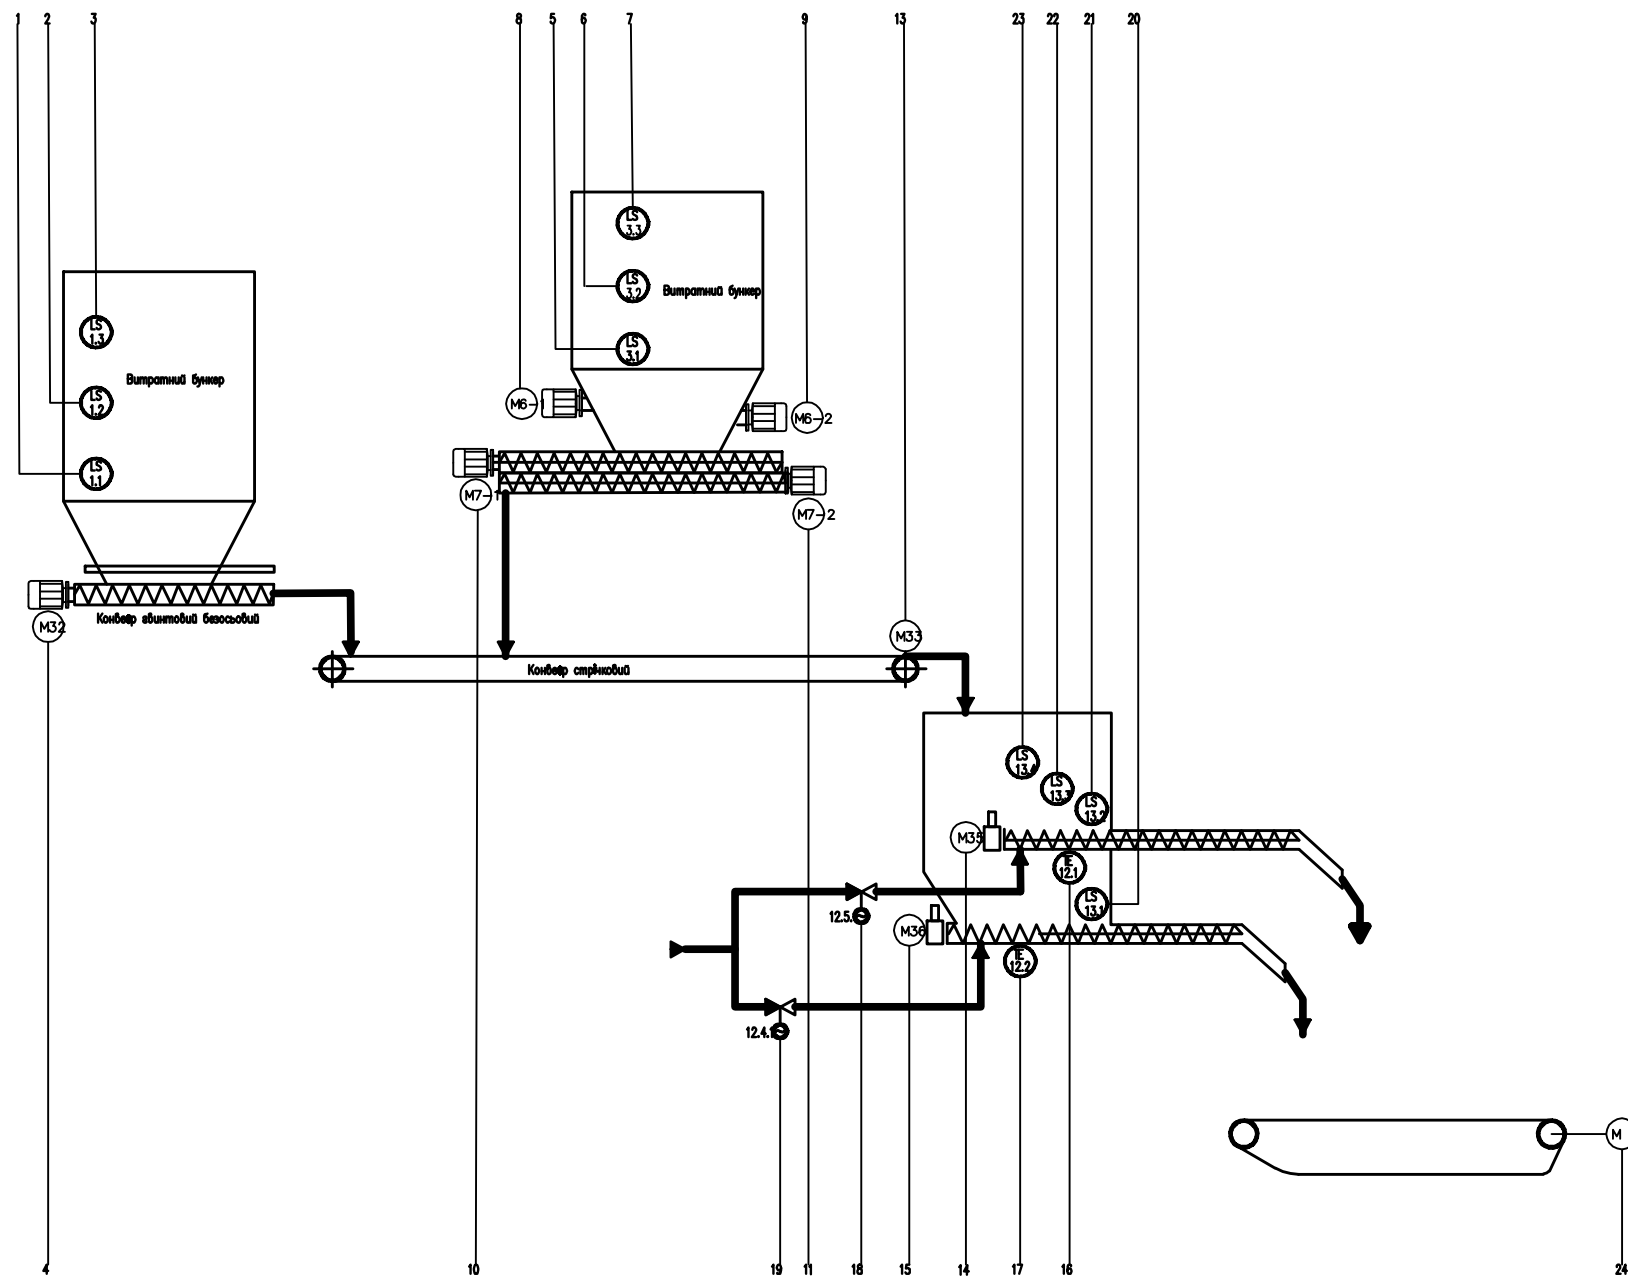 1 2 3 8 5 6 7 9 13 23 22 21 20
LS
3.3
LS
3.2
Витратний бункер
LS
3.1
LS
1.3
Витратний бункер
LS
1.2
M6-1
M6-2
LS
1.1
M7-1
M7-2
Конвеєр гвинтовий безосьовий
M32
M33
Конвеєр стрічковий
LS
13.4
LS
13.3
LS
13.2
M35
TE
12.1
LS
13.1
12.5.
M36
TE
12.2
12.4.1
M
4 10 19 11 18 15 14 17 16 24